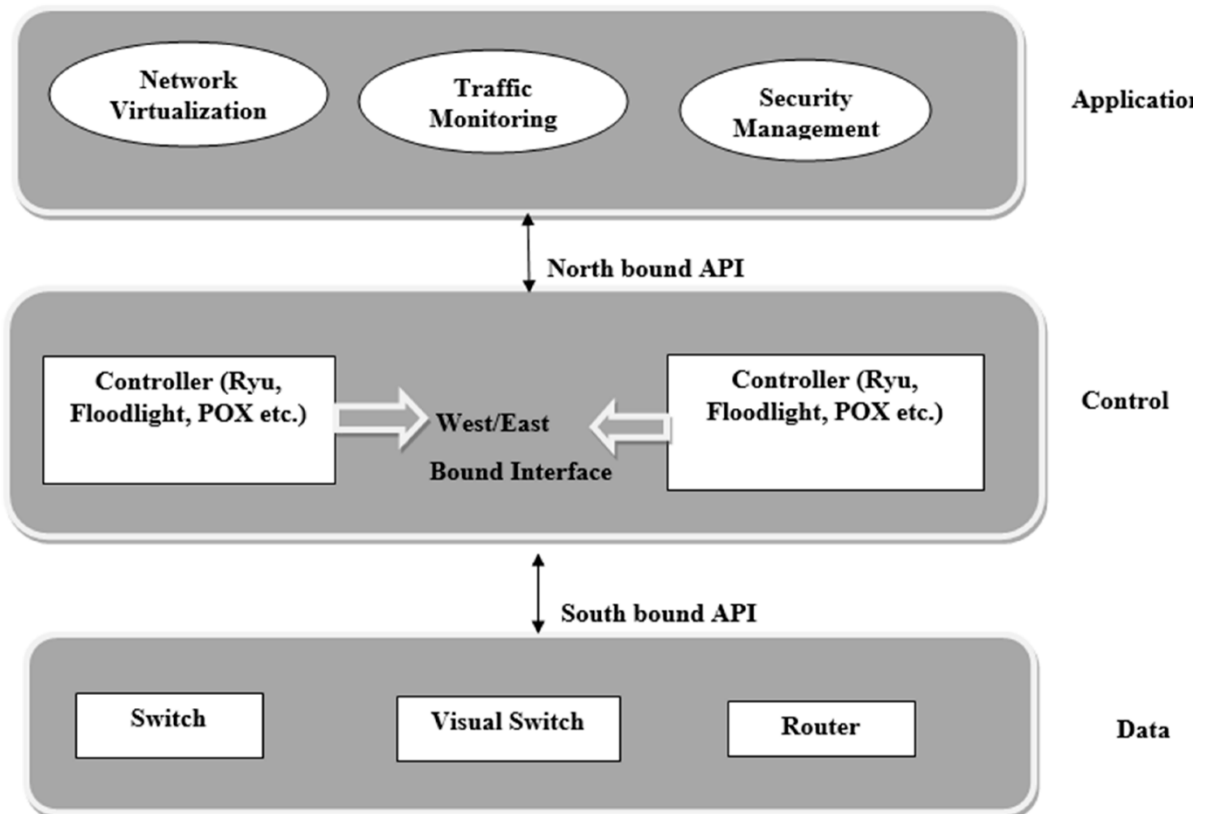 Network
Virtualization
Traffic
Monitoring
Security
Management
Application
North bound API
Controller (Ryu,
Floodlight, POX etc.)
West/East
Bound Interface
Controller (Ryu,
Floodlight, POX etc.)
Control
South bound API
Switch
Visual Switch
Router
Data